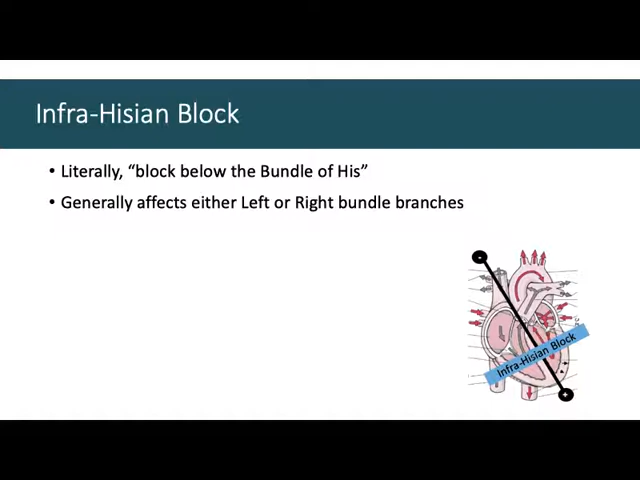 Infra-Hisian Block
• Literally, “block below the Bundle of His”
• Generally affects either Left or Right bundle branches
-
Infra-Hisian Block
+